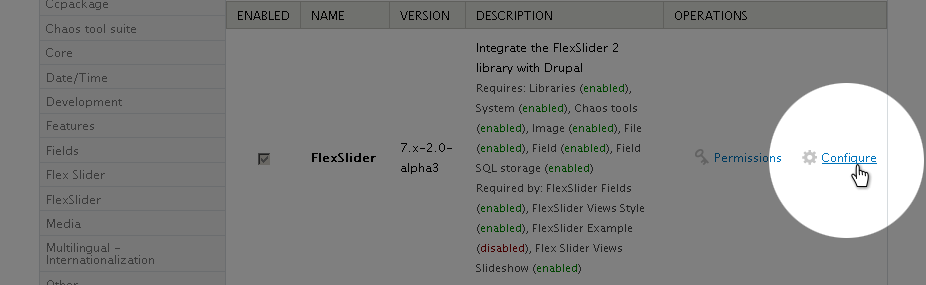 Ccpackage
Chaos tool suite
Core
Date/Time
Development
Features
Fields
Flex Slider
FlexSlider
Media
Multilingual -
Internationalization
Other
ENABLED NAME VERSION DESCRIPTION OPERATIONS
FlexSlider
7.x-2.0-
alpha3
Integrate the FlexSlider 2
library with Drupal
Requires: Libraries (enabled),
System (enabled), Chaos tools
(enabled), Image (enabled), File
(enabled), Field (enabled), Field
SQL storage (enabled)
Required by: FlexSlider Fields
(enabled), FlexSlider Views Style
(enabled), FlexSlider Example
(disabled), Flex Slider Views
Slideshow (enabled)
Permissions Configure